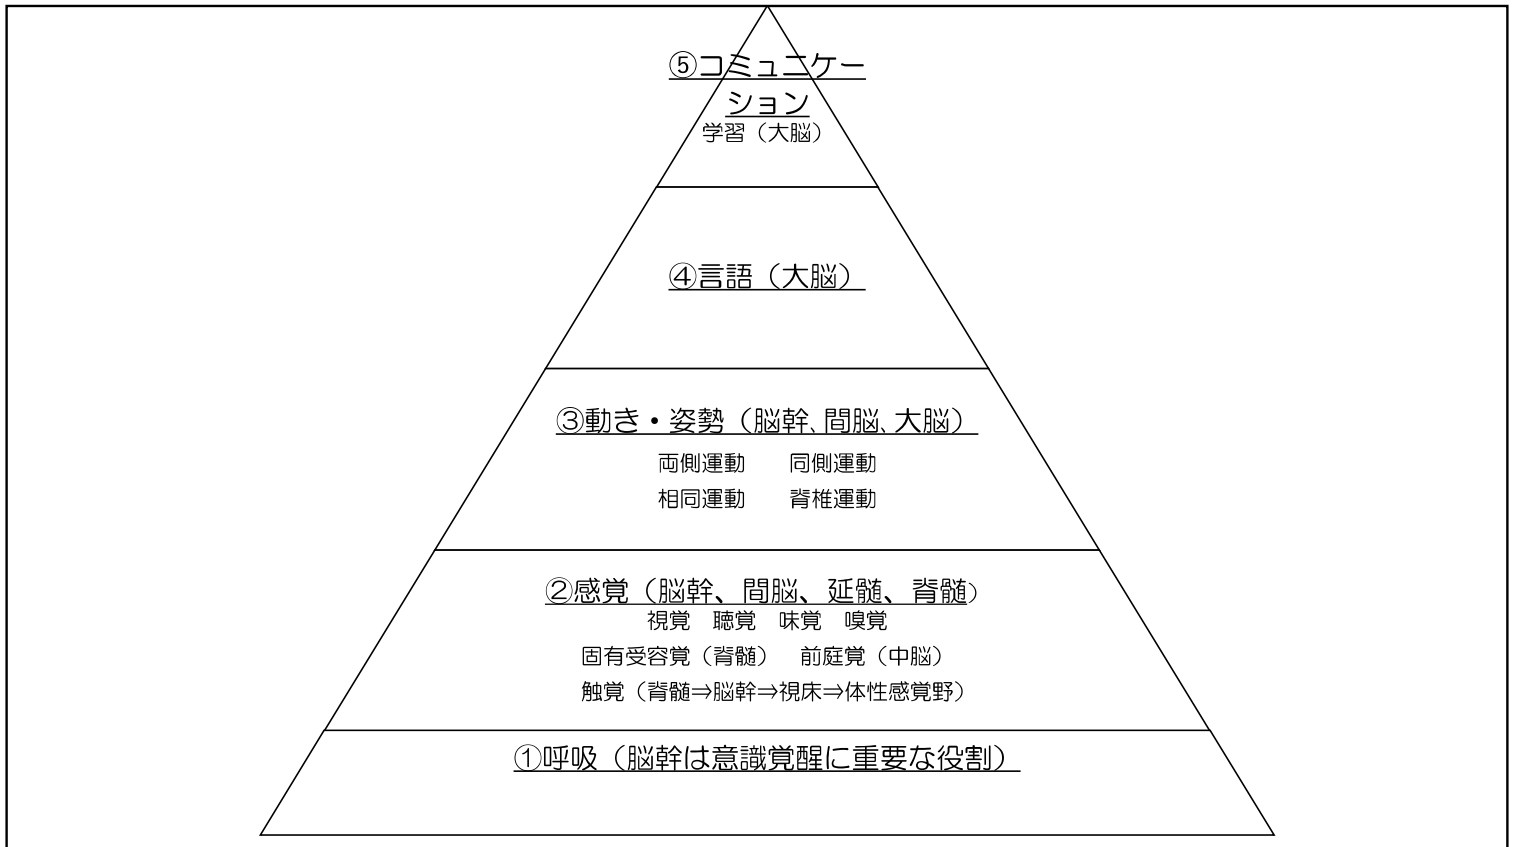 ⑤コミュニケー
ション
学習（大脳）
④言語（大脳）
③動き・姿勢（脳幹、間脳、大脳）
両側運動　　同側運動
相同運動　　脊椎運動
②感覚（脳幹、間脳、延髄、脊髄）
視覚　聴覚　味覚　嗅覚
固有受容覚（脊髄）　前庭覚（中脳）
触覚（脊髄⇒脳幹⇒視床⇒体性感覚野）
①呼吸（脳幹は意識覚醒に重要な役割）